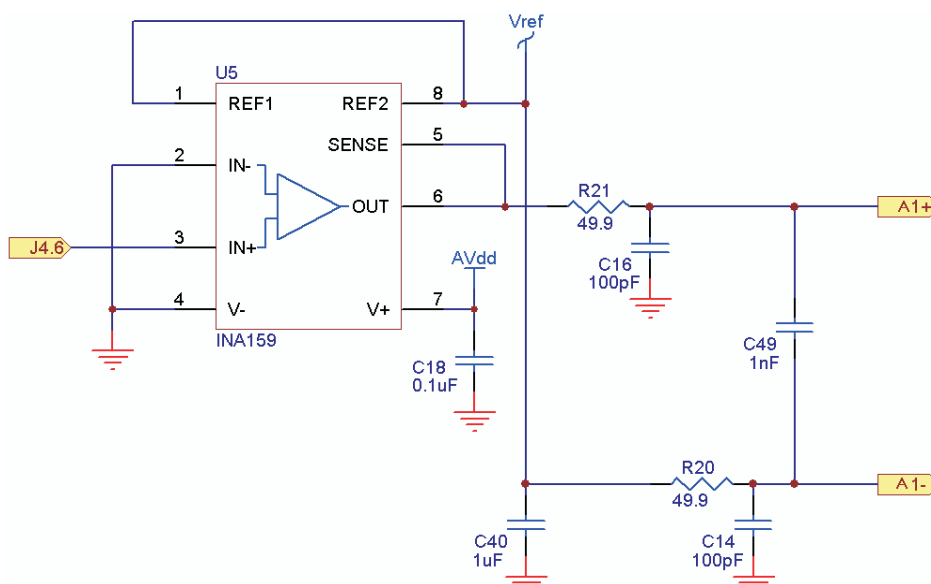 Vref
U5
1 REF1 REF2 8
SENSE 5
2 IN-
OUT 6
R21
49.9
A1+
J4.6 3 IN+
C16
100pF
AVdd
4 V- V+ 7
INA159
C18
0.1uF
C49
1nF
R20
49.9
A1-
C40
1uF
C14
100pF